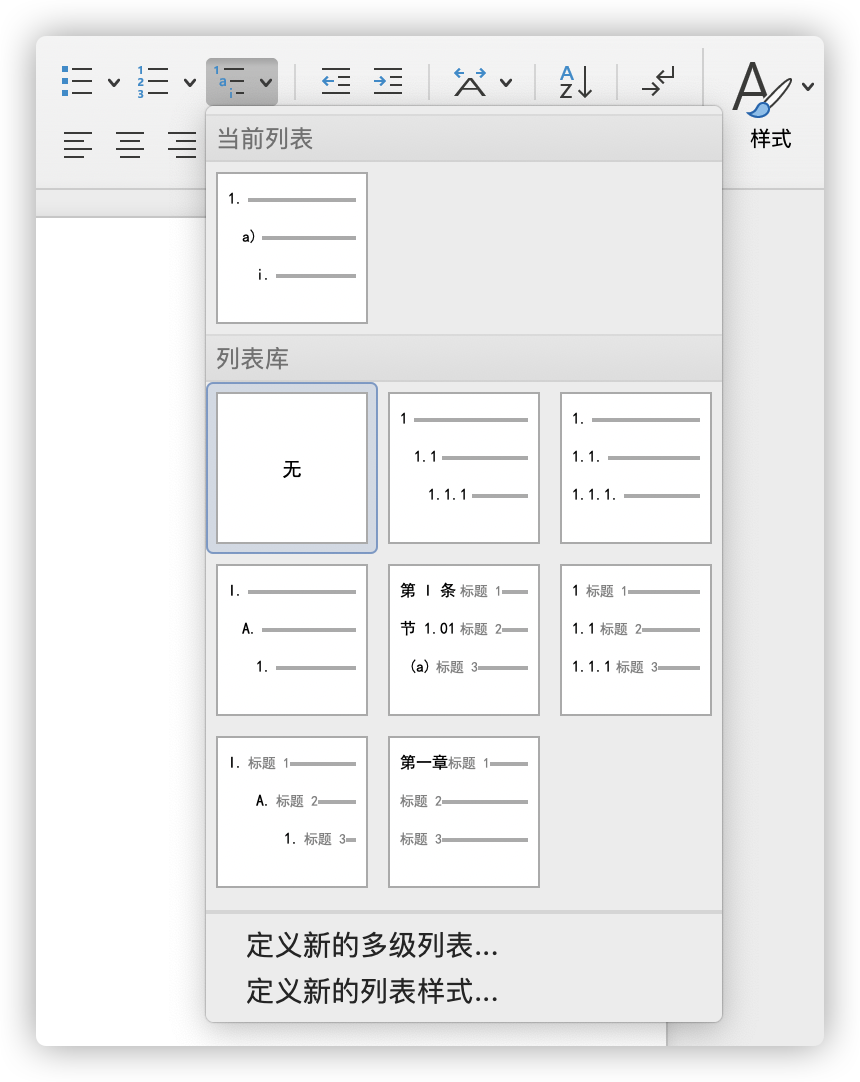 样式
当前列表
1.
a)
i.
列表库
无
1
1.1
1.1.1
1.
1.1.
1.1.1.
I.
A.
1.
第 I 条 标题 1
节 1.01 标题 2
(a) 标题 3
1 标题 1
1.1 标题 2
1.1.1 标题 3
I. 标题 1
A. 标题 2
1. 标题 3
第一章标题 1
标题 2
标题 3
定义新的多级列表...
定义新的列表样式...